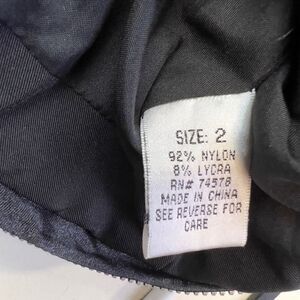 SIZE: 2
92% NYLON
8% LYCRA
RN# 74578
MADE IN CHINA
SEE REVERSE FOR
CARE